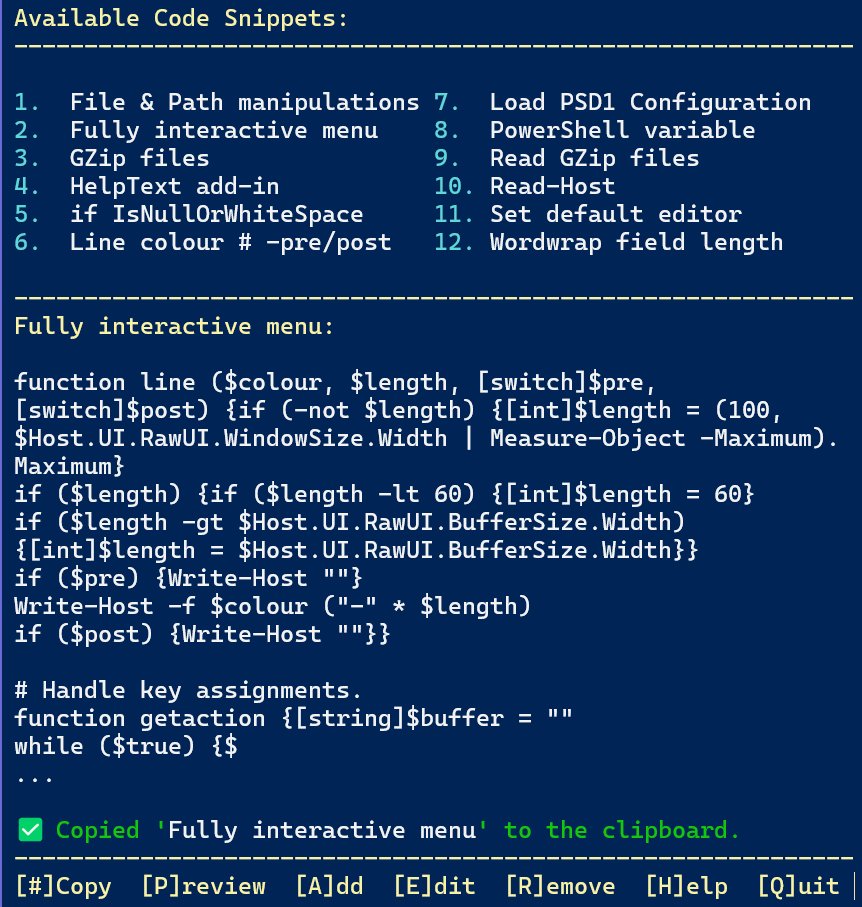 Available Code Snippets:
------------------------------------------------------------
1.  File & Path manipulations 7.  Load PSD1 Configuration
2.  Fully interactive menu    8.  PowerShell variable
3.  GZip files                9.  Read GZip files
4.  HelpText add-in           10. Read-Host
5.  if IsNullOrWhiteSpace     11. Set default editor
6.  Line colour # -pre/post   12. Wordwrap field length
------------------------------------------------------------
Fully interactive menu:
function line ($colour, $length, [switch]$pre,
[switch]$post) {if (-not $length) {[int]$length = (100,
$Host.UI.RawUI.WindowSize.Width | Measure-Object -Maximum).
Maximum}
if ($length) {if ($length -lt 60) {[int]$length = 60}
if ($length -gt $Host.UI.RawUI.BufferSize.Width)
{[int]$length = $Host.UI.RawUI.BufferSize.Width}}
if ($pre) {Write-Host ""}
Write-Host -f $colour ("-" * $length)
if ($post) {Write-Host ""}}
# Handle key assignments.
function getaction {[string]$buffer = ""
while ($true) {$
...
✅ Copied 'Fully interactive menu' to the clipboard.
------------------------------------------------------------
[#]Copy  [P]review  [A]dd  [E]dit  [R]emove  [H]elp  [Q]uit